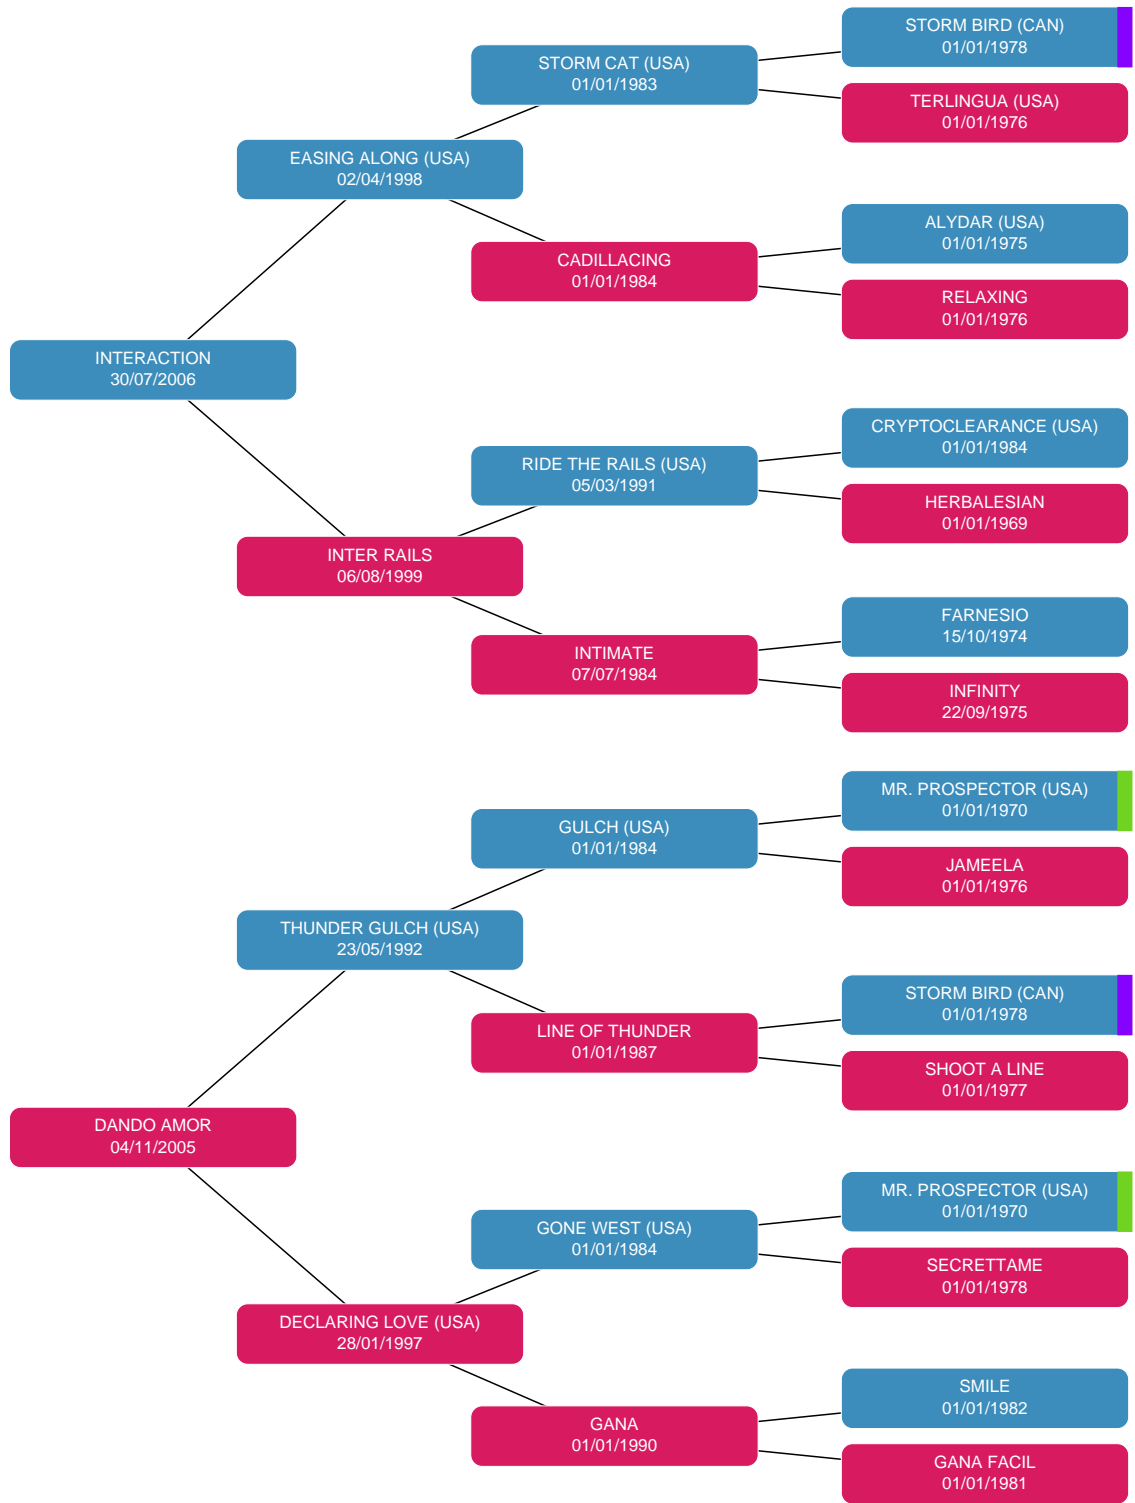 STORM BIRD (CAN)
01/01/1978
STORM CAT (USA)
01/01/1983
TERLINGUA (USA)
01/01/1976
EASING ALONG (USA)
02/04/1998
ALYDAR (USA)
01/01/1975
CADILLACING
01/01/1984
RELAXING
01/01/1976
INTERACTION
30/07/2006
CRYPTOCLEARANCE (USA)
01/01/1984
RIDE THE RAILS (USA)
05/03/1991
HERBALESIAN
01/01/1969
INTER RAILS
06/08/1999
FARNESIO
15/10/1974
INTIMATE
07/07/1984
INFINITY
22/09/1975
MR. PROSPECTOR (USA)
01/01/1970
GULCH (USA)
01/01/1984
JAMEELA
01/01/1976
THUNDER GULCH (USA)
23/05/1992
STORM BIRD (CAN)
01/01/1978
LINE OF THUNDER
01/01/1987
SHOOT A LINE
01/01/1977
DANDO AMOR
04/11/2005
MR. PROSPECTOR (USA)
01/01/1970
GONE WEST (USA)
01/01/1984
SECRETTAME
01/01/1978
DECLARING LOVE (USA)
28/01/1997
SMILE
01/01/1982
GANA
01/01/1990
GANA FACIL
01/01/1981